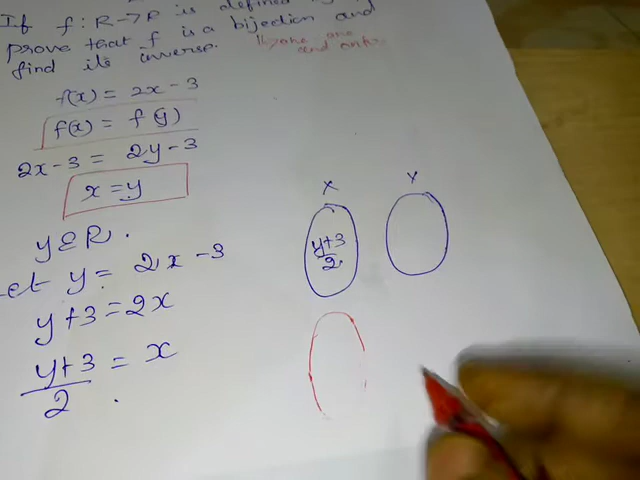 If f: R→R is defined by
prove that f is a bijection and
find its inverse. one one
and onto
f(x) = 2x - 3
f(x) = f(y)
2x-3 = 2y-3
x = y
y∈R.
Let y = 2x - 3
y+3 = 2x
y+3/2 = x
X Y
y+3/2